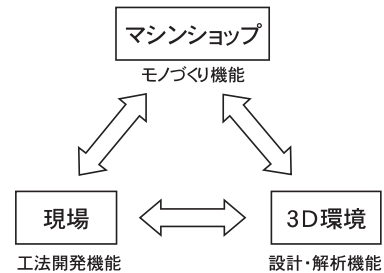 マシンショップ
モノづくり機能
現場
3D環境
工法開発機能
設計・解析機能